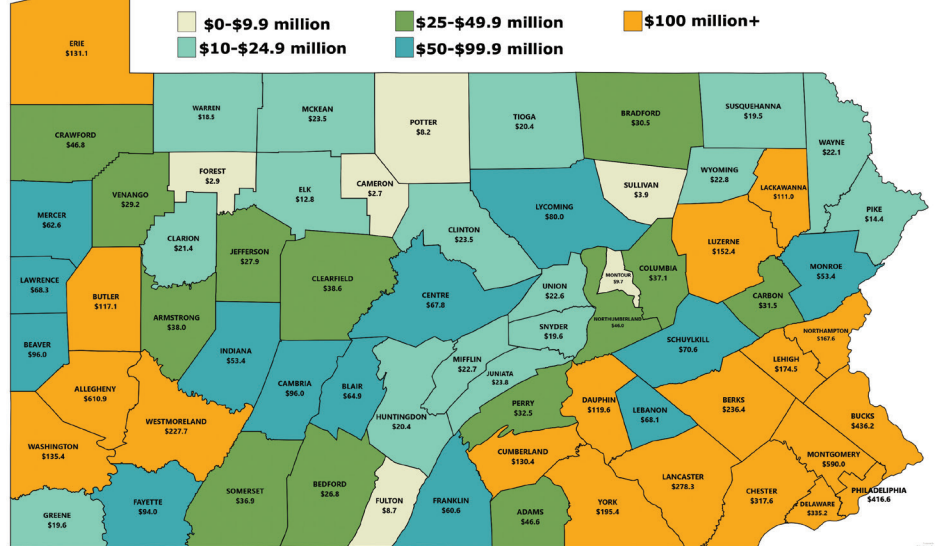 $0-$9.9 million
$25-$49.9 million
$100 million+
$10-$24.9 million
$50-$99.9 million
ERIE
$131.1
WARREN
$18.5
MCKEAN
$23.5
POTTER
$8.2
TIOGA
$20.4
BRADFORD
$30.5
SUSQUEHANNA
$19.5
WAYNE
$22.1
CRAWFORD
$46.8
FOREST
$2.9
VENANGO
$29.2
ELK
$12.8
CAMERON
$2.7
SULLIVAN
$3.9
WYOMING
$22.8
LACKAWANNA
$111.0
PIKE
$14.4
MERCER
$62.6
CLARION
$21.4
CLINTON
$23.5
LYCOMING
$80.0
LUZERNE
$152.4
JEFFERSON
$27.9
CLEARFIELD
$38.6
MONTOUR
$9.7
COLUMBIA
$37.1
MONROE
$53.4
LAWRENCE
$68.3
BUTLER
$117.1
CENTRE
$67.8
UNION
$22.6
CARBON
$31.5
ARMSTRONG
$38.0
NORTHUMBERLAND
SNYDER
$19.6
NORTHAMPTON
$167.6
BEAVER
$96.0
INDIANA
$53.4
SCHUYLKILL
$70.6
MIFFLIN
$22.7
LEHIGH
$174.5
JUNIATA
$23.8
ALLEGHENY
$610.9
CAMBRIA
$96.0
BLAIR
$64.9
PERRY
$32.5
DAUPHIN
$119.6
LEBANON
$68.1
BERKS
$236.4
HUNTINGDON
$20.4
BUCKS
$436.2
WESTMORELAND
$227.7
WASHINGTON
$135.4
CUMBERLAND
$130.4
MONTGOMERY
$590.0
LANCASTER
$278.3
SOMERSET
$36.9
BEDFORD
$26.8
CHESTER
$317.6
PHILADELIPHIA
$416.6
FAYETTE
$94.0
FULTON
$8.7
FRANKLIN
$60.6
YORK
$195.4
DELAWARE
$335.2
GREENE
$19.6
ADAMS
$46.6